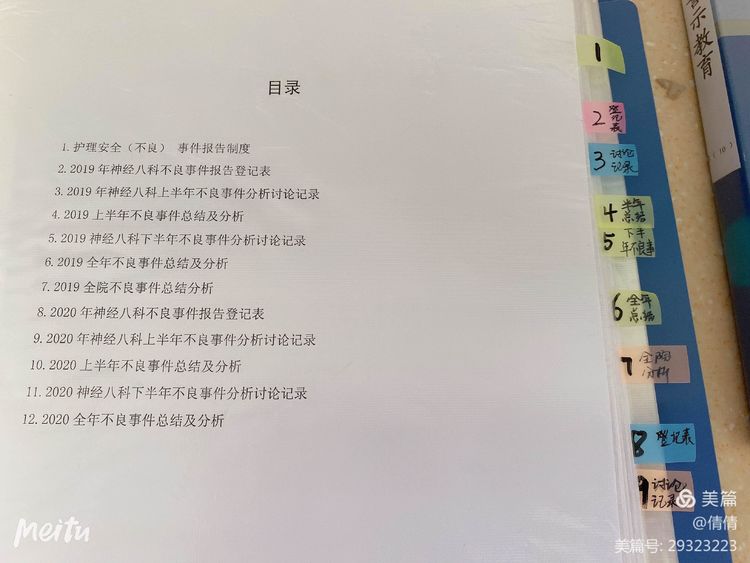 目录
1. 护理安全（不良） 事件报告制度
2. 2019 年神经八科不良事件报告登记表
3. 2019 年神经八科上半年不良事件分析讨论记录
4. 2019 上半年不良事件总结及分析
5. 2019 神经八科下半年不良事件分析讨论记录
6. 2019 全年不良事件总结及分析
7. 2019 全院不良事件总结分析
8. 2020 年神经八科不良事件报告登记表
9. 2020 年神经八科上半年不良事件分析讨论记录
10. 2020 上半年不良事件总结及分析
11. 2020 神经八科下半年不良事件分析讨论记录
12. 2020 全年不良事件总结及分析
1
2 登记表
3 讨论
记录
4 半年
总结
5 下半
年不良事
6 全年
总结
7 全院
分析
8 登记表
9 讨论
记录
示教育
(10)
meitu
美篇
@倩倩
美篇号: 29323223